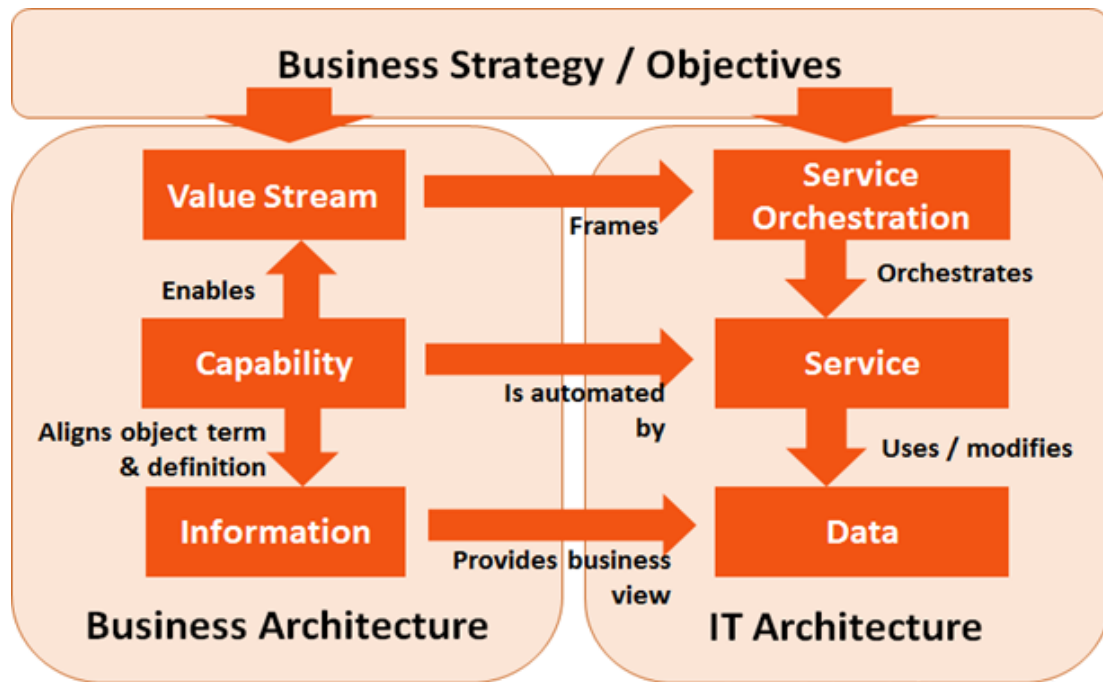 Business Strategy / Objectives
Value Stream
Frames
Service
Orchestration
Enables
Orchestrates
Capability
Is automated
by
Service
Aligns object term
& definition
Uses / modifies
Information
Provides business
view
Data
Business Architecture
IT Architecture